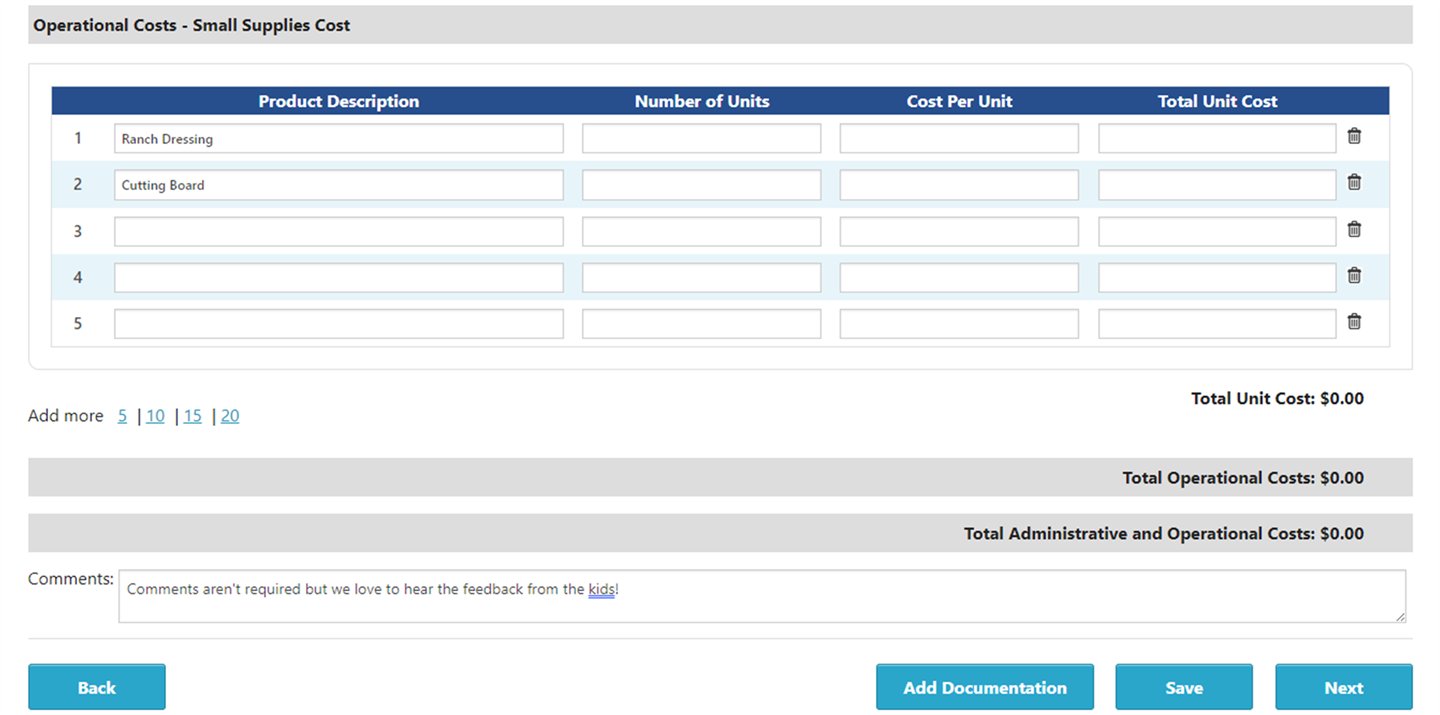 Operational Costs - Small Supplies Cost
Product Description Number of Units Cost Per Unit Total Unit Cost
1 Ranch Dressing
2 Cutting Board
3
4
5
Total Unit Cost: $0.00
Add more 5 | 10 | 15 | 20
Total Operational Costs: $0.00
Total Administrative and Operational Costs: $0.00
Comments: Comments aren't required but we love to hear the feedback from the kids!
Back Add Documentation Save Next